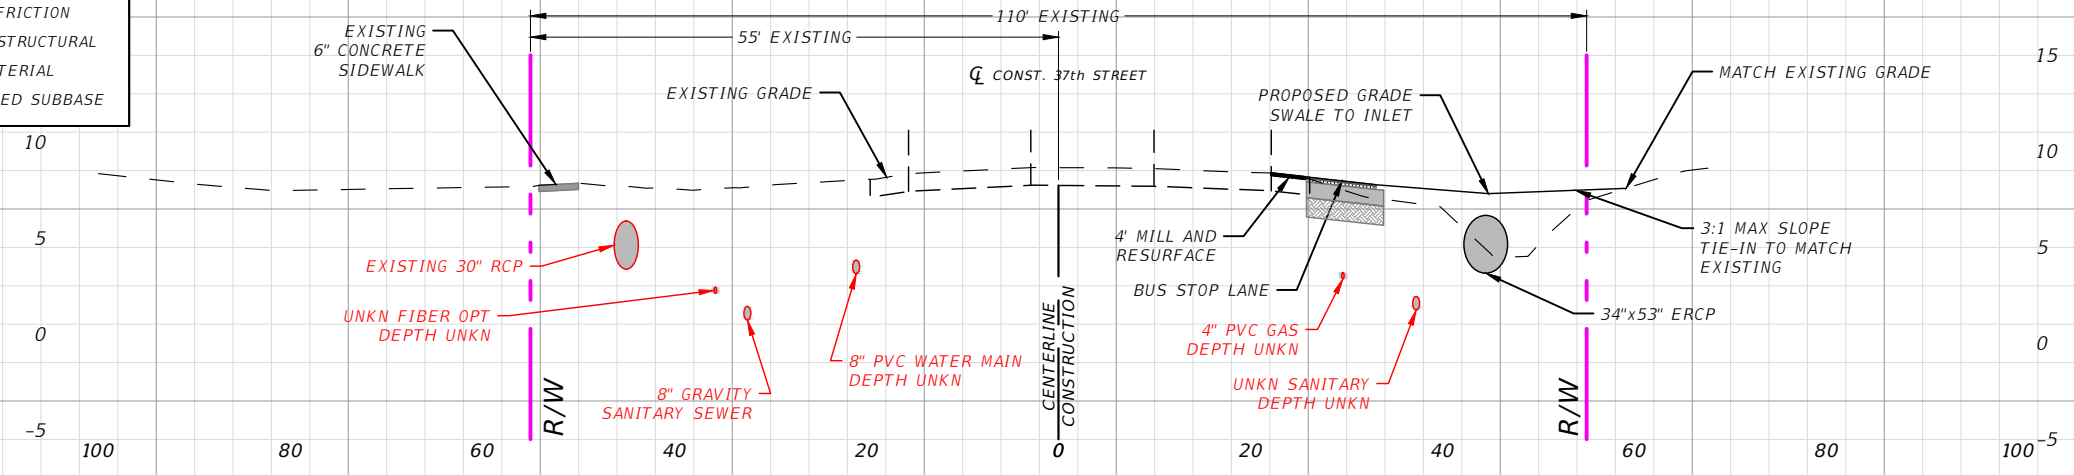 FRICTION
STRUCTURAL
TERIAL
ED SUBBASE
110' EXISTING
55' EXISTING
EXISTING
6" CONCRETE
SIDEWALK
EXISTING GRADE
℄ CONST. 37th STREET
PROPOSED GRADE
SWALE TO INLET
MATCH EXISTING GRADE
15
10
10
5
5
0
0
-5
-5
EXISTING 30" RCP
UNKN FIBER OPT
DEPTH UNKN
8" GRAVITY
SANITARY SEWER
8" PVC WATER MAIN
DEPTH UNKN
4' MILL AND
RESURFACE
BUS STOP LANE
4" PVC GAS
DEPTH UNKN
UNKN SANITARY
DEPTH UNKN
3:1 MAX SLOPE
TIE-IN TO MATCH
EXISTING
34"x53" ERCP
R/W
CENTERLINE
CONSTRUCTION
R/W
100 80 60 40 20 0 20 40 60 80 100